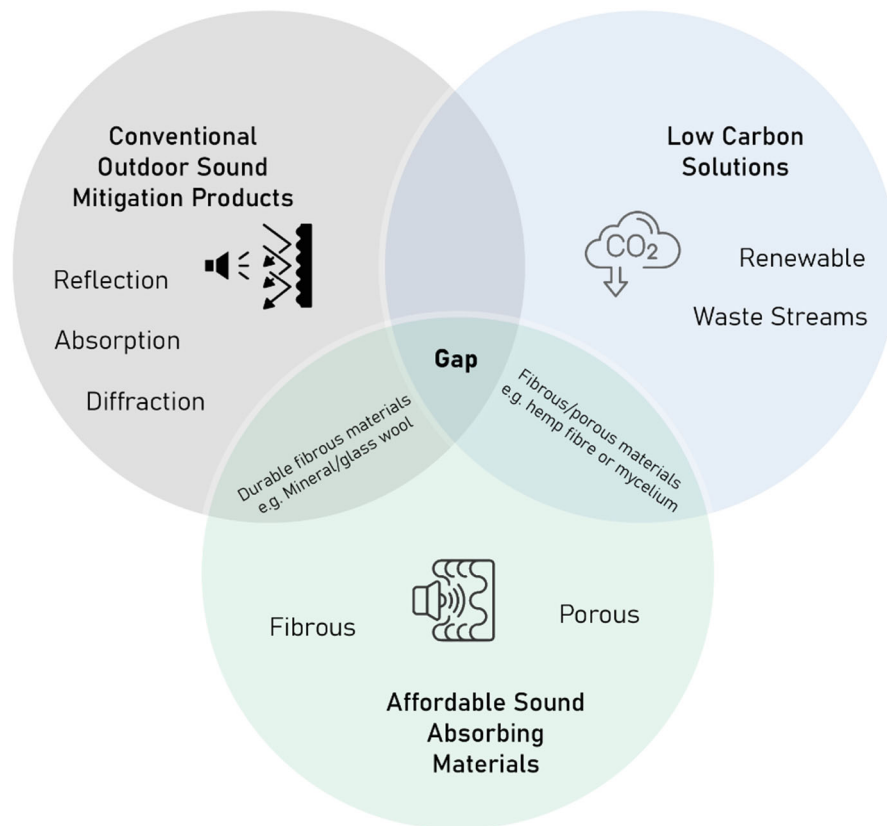 Conventional
Outdoor Sound
Mitigation Products
Reflection
Absorption
Diffraction
Low Carbon
Solutions
CO2
Renewable
Waste Streams
Gap
Durable fibrous materials
e.g. Mineral/glass wool
Fibrous/porous materials
e.g. hemp fibre or mycelium
Fibrous
Porous
Affordable Sound
Absorbing
Materials